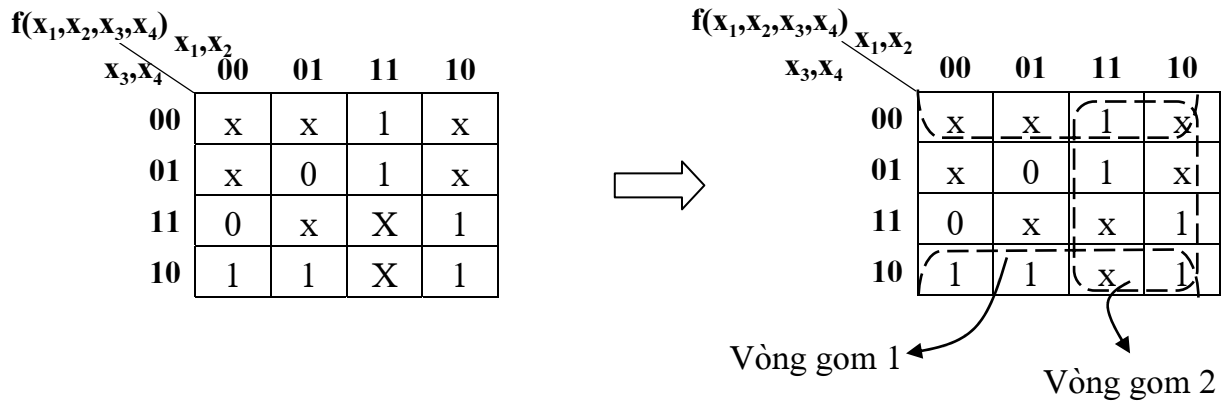 f(x₁,x₂,x₃,x₄) x₁,x₂
x₃,x₄ 00 01 11 10
00 x x 1 x
01 x 0 1 x
11 0 x X 1
10 1 1 X 1
f(x₁,x₂,x₃,x₄) x₁,x₂
x₃,x₄ 00 01 11 10
00 x x 1 x
01 x 0 1 x
11 0 x x 1
10 1 1 x 1
Vòng gom 1
Vòng gom 2